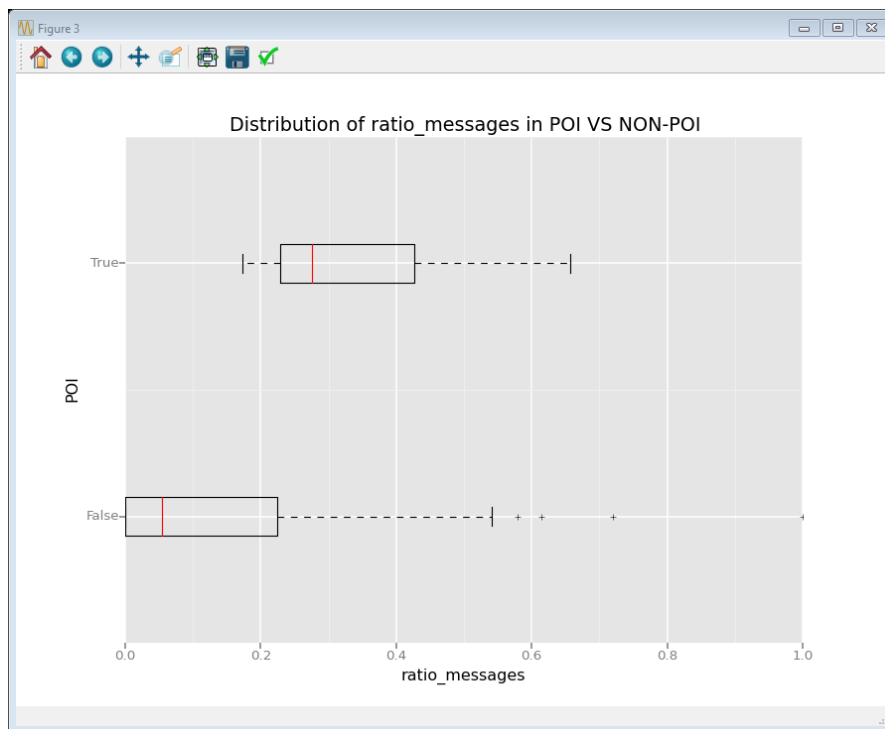 Figure 3
Distribution of ratio_messages in POI VS NON-POI
True
POI
False
0.0 0.2 0.4 0.6 0.8 1.0
ratio_messages